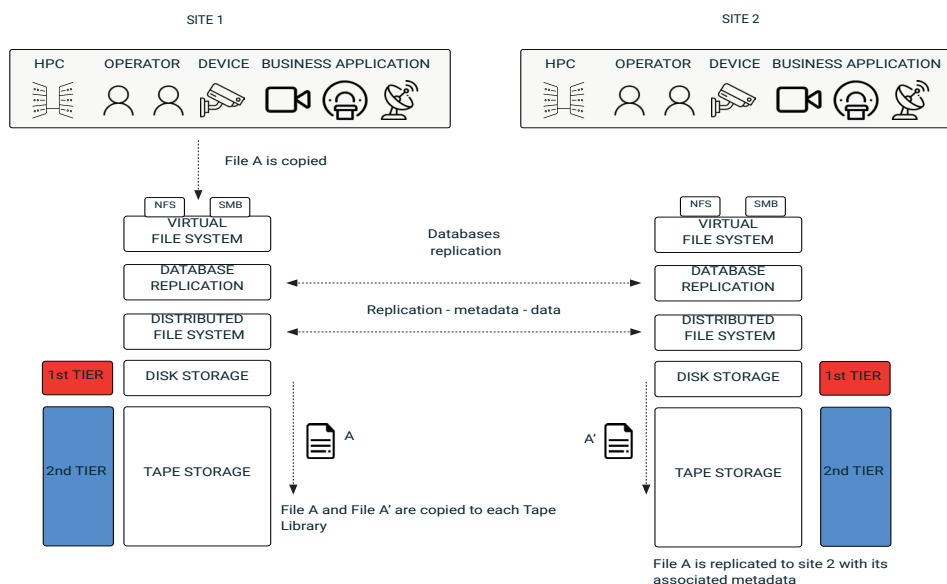 SITE 1
SITE 2
HPC OPERATOR DEVICE BUSINESS APPLICATION
HPC OPERATOR DEVICE BUSINESS APPLICATION
File A is copied
NFS SMB
VIRTUAL
FILE SYSTEM
NFS SMB
VIRTUAL
FILE SYSTEM
Databases
replication
DATABASE
REPLICATION
DATABASE
REPLICATION
Replication - metadata - data
DISTRIBUTED
FILE SYSTEM
DISTRIBUTED
FILE SYSTEM
1st TIER
DISK STORAGE
DISK STORAGE
1st TIER
A
A'
2nd TIER
TAPE STORAGE
TAPE STORAGE
2nd TIER
File A and File A' are copied to each Tape
Library
File A is replicated to site 2 with its
associated metadata